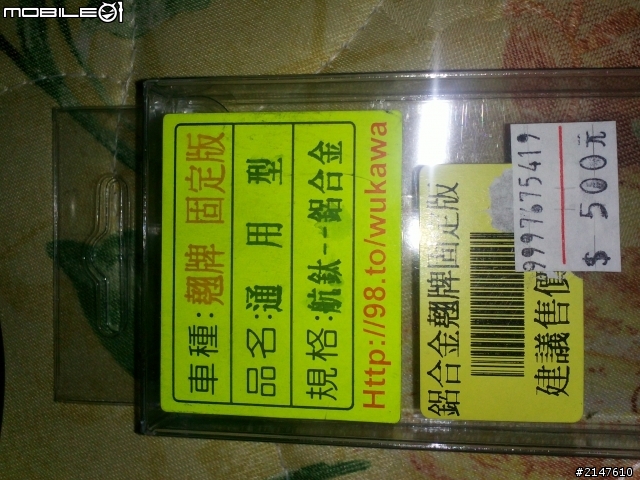 MOBILE01
車種:翹牌 固定版
品名:通用型
規格:航鈦--鋁合金
Http://98.to/wukawa
鋁合金翹牌固定版
建議售價
9997675419
$ 500元
#2147610